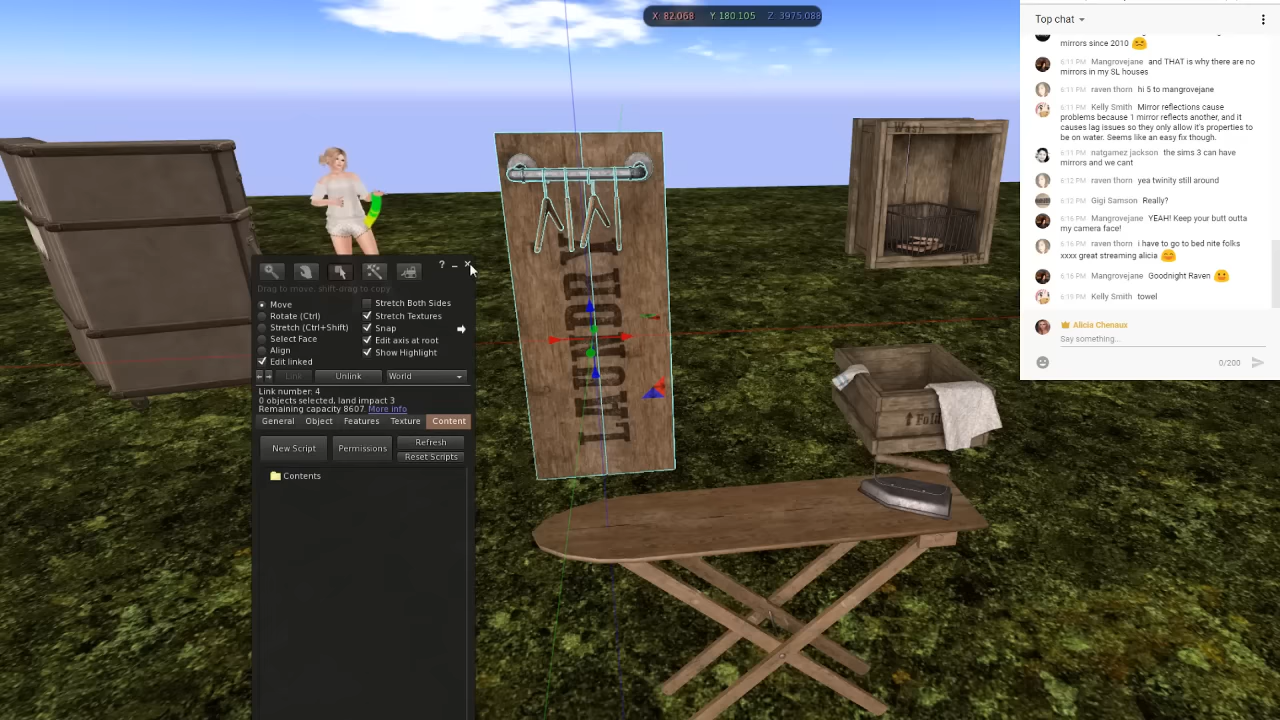 X: 82.068 Y: 180.105 Z: 3975.088
Top chat
mirrors since 2010
6:11 PM Mangrovejane and THAT is why there are no
mirrors in my SL houses
6:11 PM raven thorn hi 5 to mangrovejane
6:11 PM Kelly Smith Mirror reflections cause
problems because 1 mirror reflects another, and it
causes lag issues so they only allow it's properties to
be on water. Seems like an easy fix though.
6:11 PM natgamez jackson the sims 3 can have
mirrors and we cant
6:12 PM raven thorn yea twinity still around
6:12 PM Gigi Samson Really?
6:16 PM Mangrovejane YEAH! Keep your butt outta
my camera face!
6:16 PM raven thorn i have to go to bed nite folks
xxxx great streaming alicia
6:16 PM Mangrovejane Goodnight Raven
6:19 PM Kelly Smith towel
Alicia Chenaux
Say something...
0/200
Wash
LAUNDRY
Fold
? _ x
Drag to move, shift-drag to copy
Move
Rotate (Ctrl)
Stretch (Ctrl+Shift)
Select Face
Align
Edit linked
Stretch Both Sides
Stretch Textures
Snap
Edit axis at root
Show Highlight
Link Unlink World
Link number: 4
0 objects selected, land impact 3
Remaining capacity 8607. More info
General Object Features Texture Content
New Script Permissions Refresh
Reset Scripts
Contents